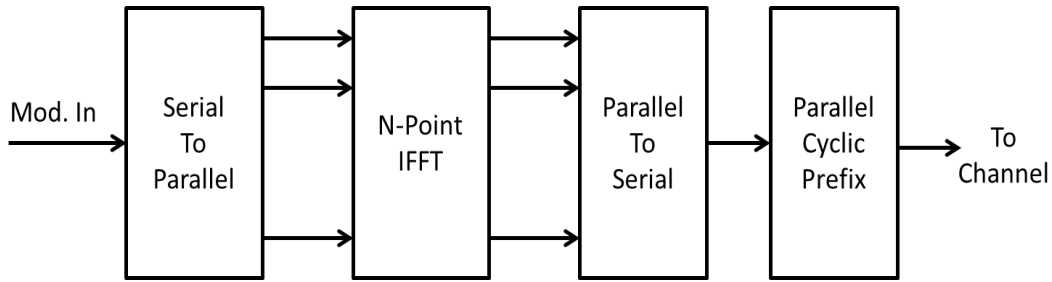 Mod. In
Serial
To
Parallel
N-Point
IFFT
Parallel
To
Serial
Parallel
Cyclic
Prefix
To
Channel